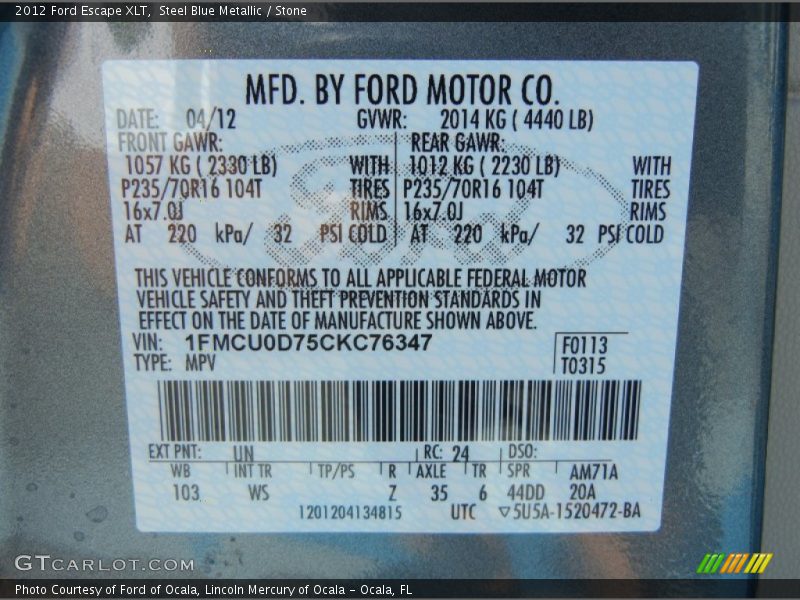 2012 Ford Escape XLT, Steel Blue Metallic / Stone
MFD. BY FORD MOTOR CO.
DATE: 04/12 GVWR: 2014 KG ( 4440 LB)
FRONT GAWR: REAR GAWR:
1057 KG ( 2330 LB) WITH 1012 KG ( 2230 LB) WITH
P235/70R16 104T TIRES P235/70R16 104T TIRES
16x7.0J RIMS 16x7.0J RIMS
AT 220 kPa/ 32 PSI COLD AT 220 kPa/ 32 PSI COLD
THIS VEHICLE CONFORMS TO ALL APPLICABLE FEDERAL MOTOR
VEHICLE SAFETY AND THEFT PREVENTION STANDARDS IN
EFFECT ON THE DATE OF MANUFACTURE SHOWN ABOVE.
VIN: 1FMCU0D75CKC76347 F0113
TYPE: MPV T0315
EXT PNT: UN RC: 24 DSO:
WB INT TR TP/PS R AXLE TR SPR AM71A
103 WS Z 35 6 44DD 20A
1201204134815 UTC ▽5U5A-1520472-BA
GTCARLOT.COM
Photo Courtesy of Ford of Ocala, Lincoln Mercury of Ocala - Ocala, FL